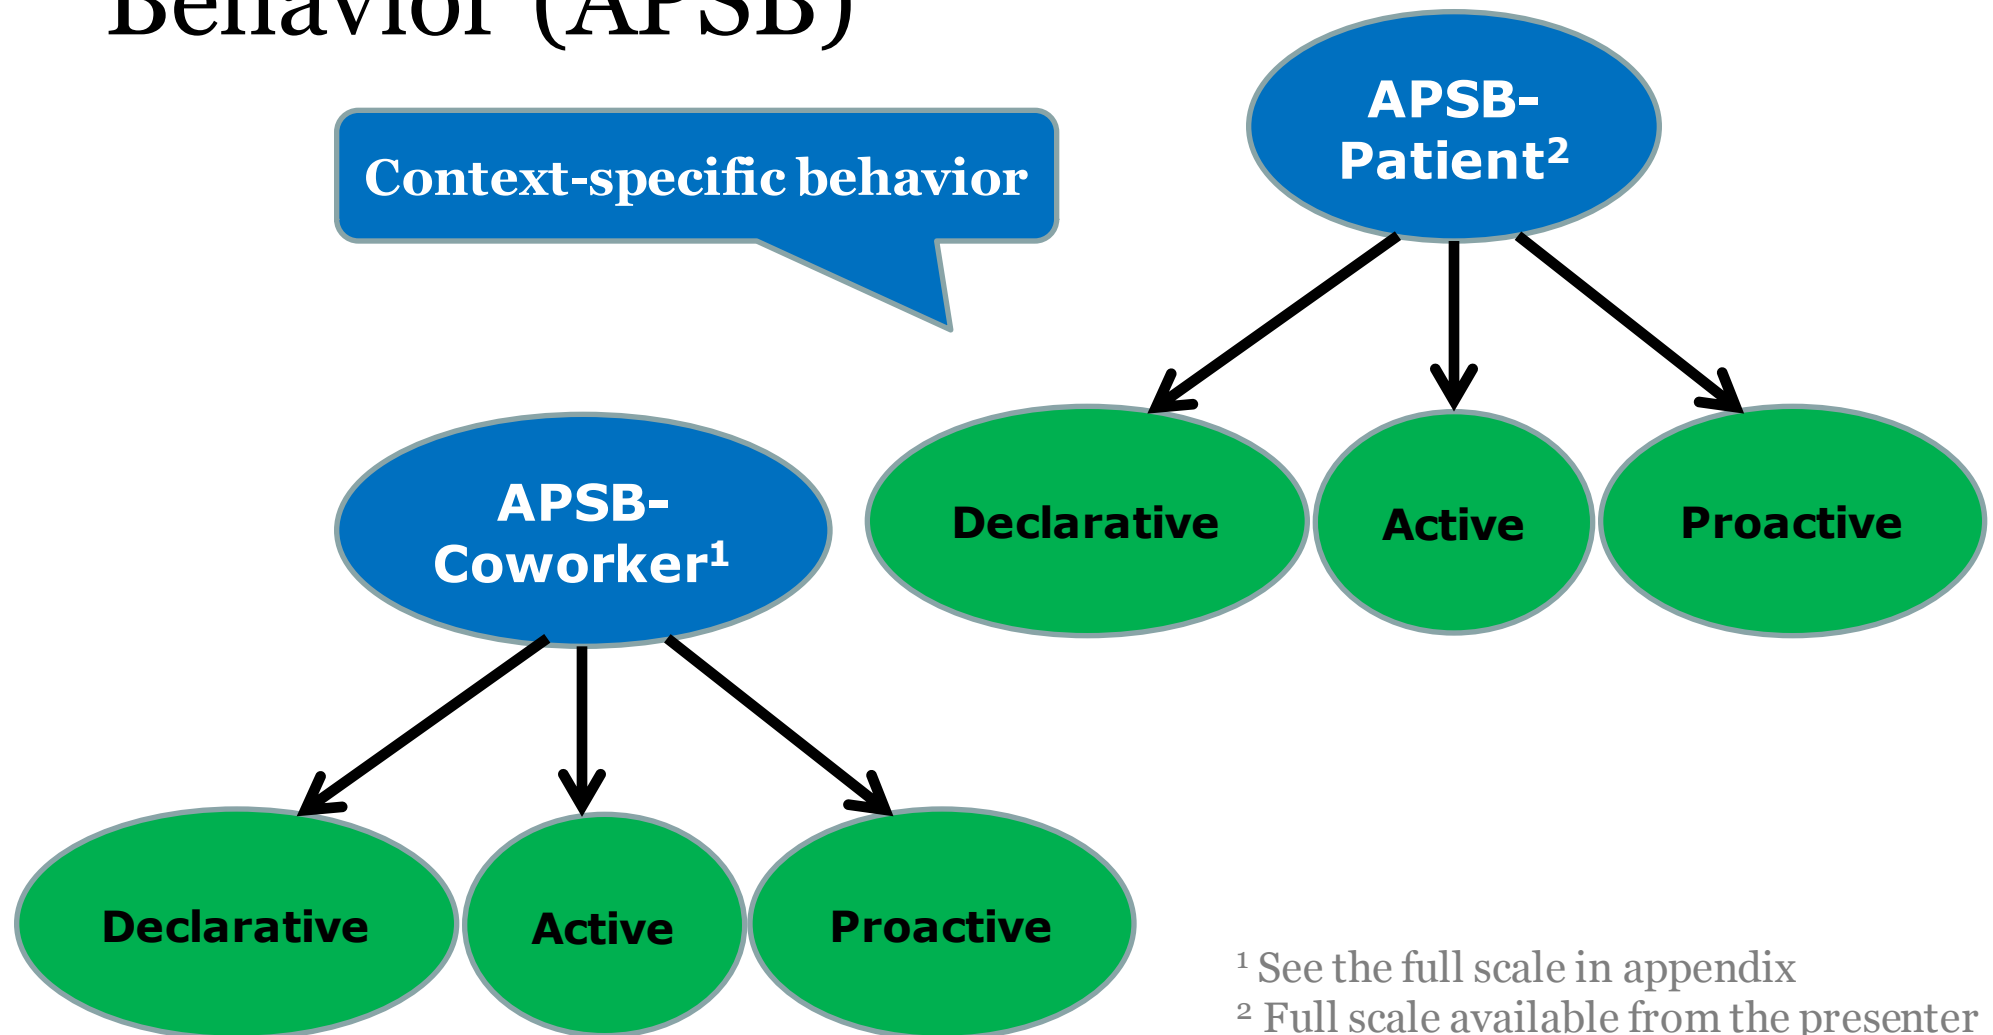 Behavior (APSB)
Context-specific behavior
APSB-
Patient²
Declarative
Active
Proactive
APSB-
Coworker¹
Declarative
Active
Proactive
¹ See the full scale in appendix
² Full scale available from the presenter